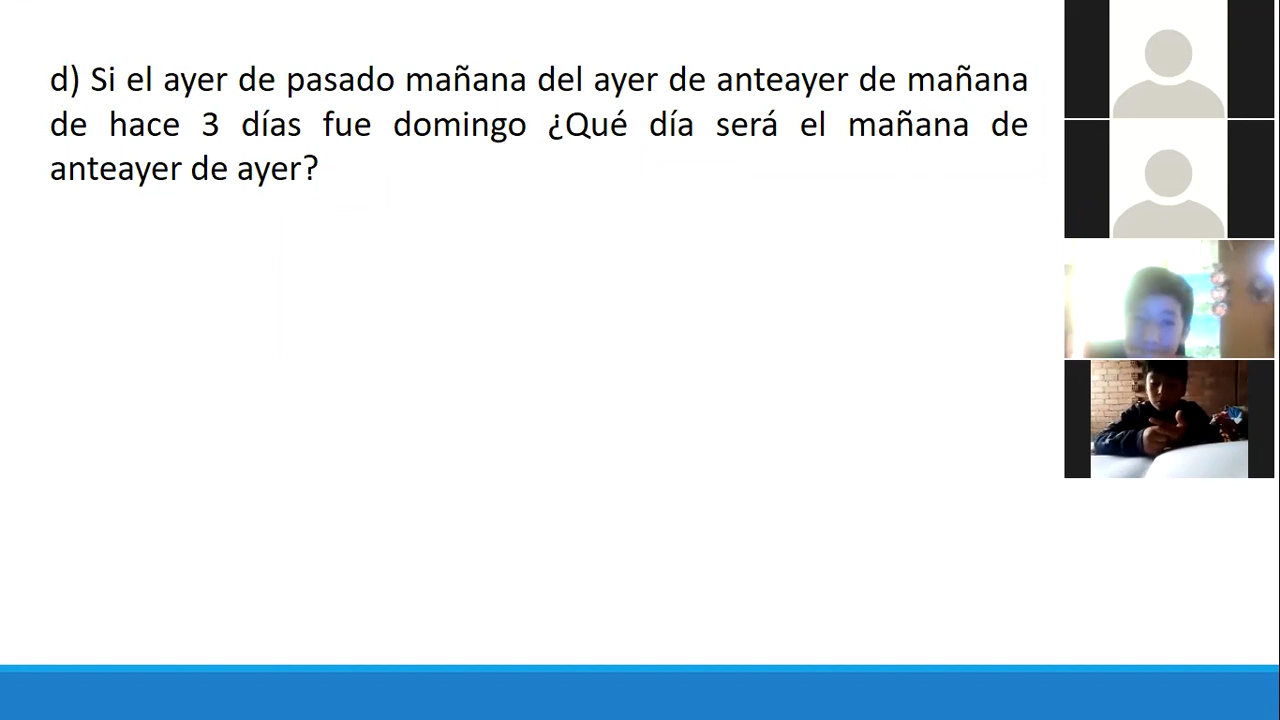 d) Si el ayer de pasado mañana del ayer de anteayer de mañana
de hace 3 días fue domingo ¿Qué día será el mañana de
anteayer de ayer?